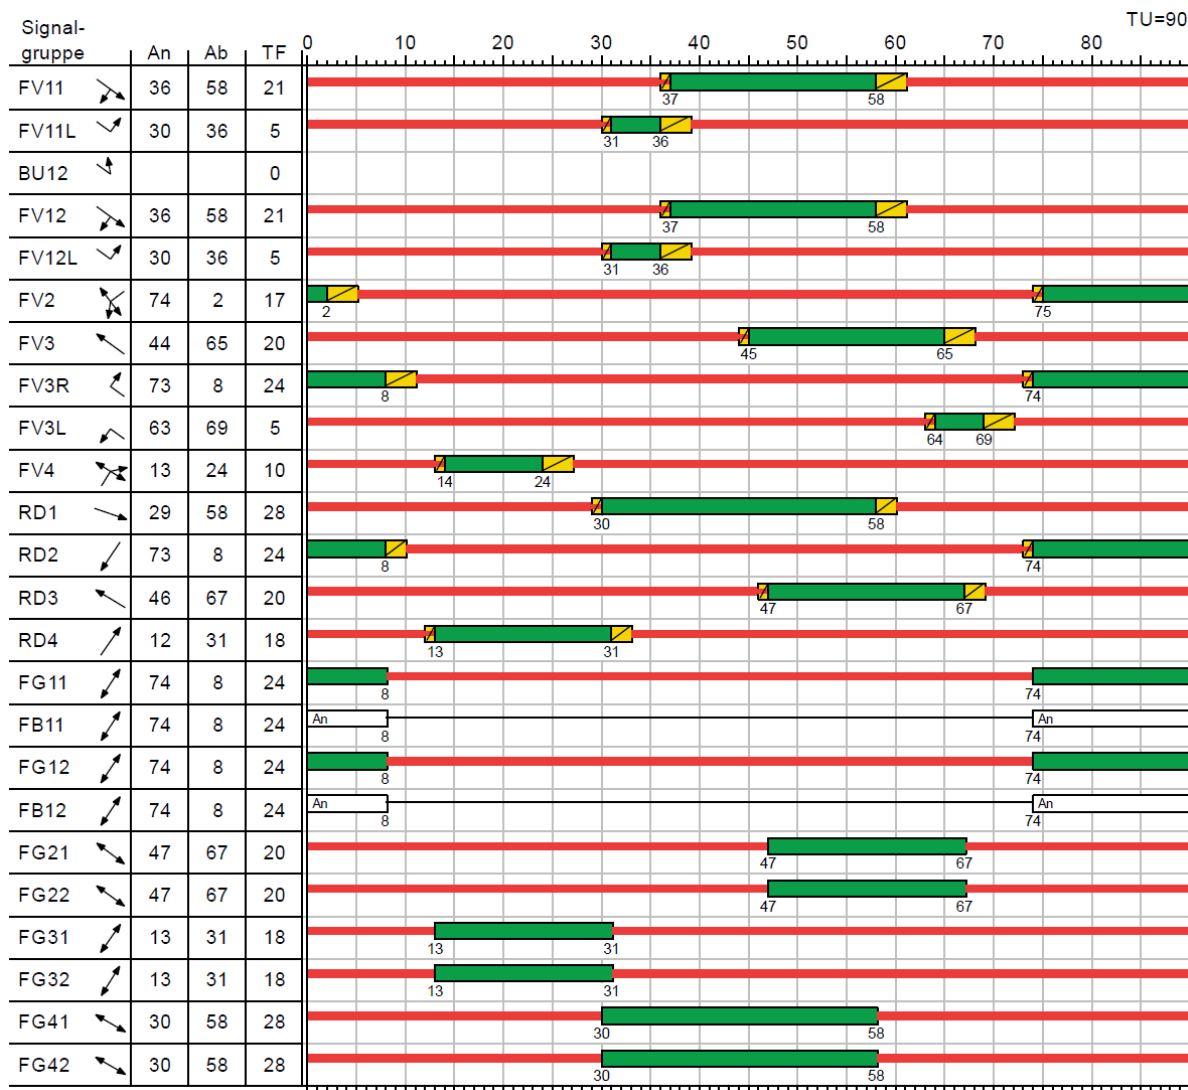 TU=90
Signal-
gruppe An Ab TF 0 10 20 30 40 50 60 70 80
FV11 36 58 21
37 58
FV11L 30 36 5
31 36
BU12 0
FV12 36 58 21
37 58
FV12L 30 36 5
31 36
FV2 74 2 17
2 75
FV3 44 65 20
45 65
FV3R 73 8 24
8 74
FV3L 63 69 5
64 69
FV4 13 24 10
14 24
RD1 29 58 28
30 58
RD2 73 8 24
8 74
RD3 46 67 20
47 67
RD4 12 31 18
13 31
FG11 74 8 24
8 74
FB11 74 8 24 An An
8 74
FG12 74 8 24
8 74
FB12 74 8 24 An An
8 74
FG21 47 67 20
47 67
FG22 47 67 20
47 67
FG31 13 31 18
13 31
FG32 13 31 18
13 31
FG41 30 58 28
30 58
FG42 30 58 28
30 58